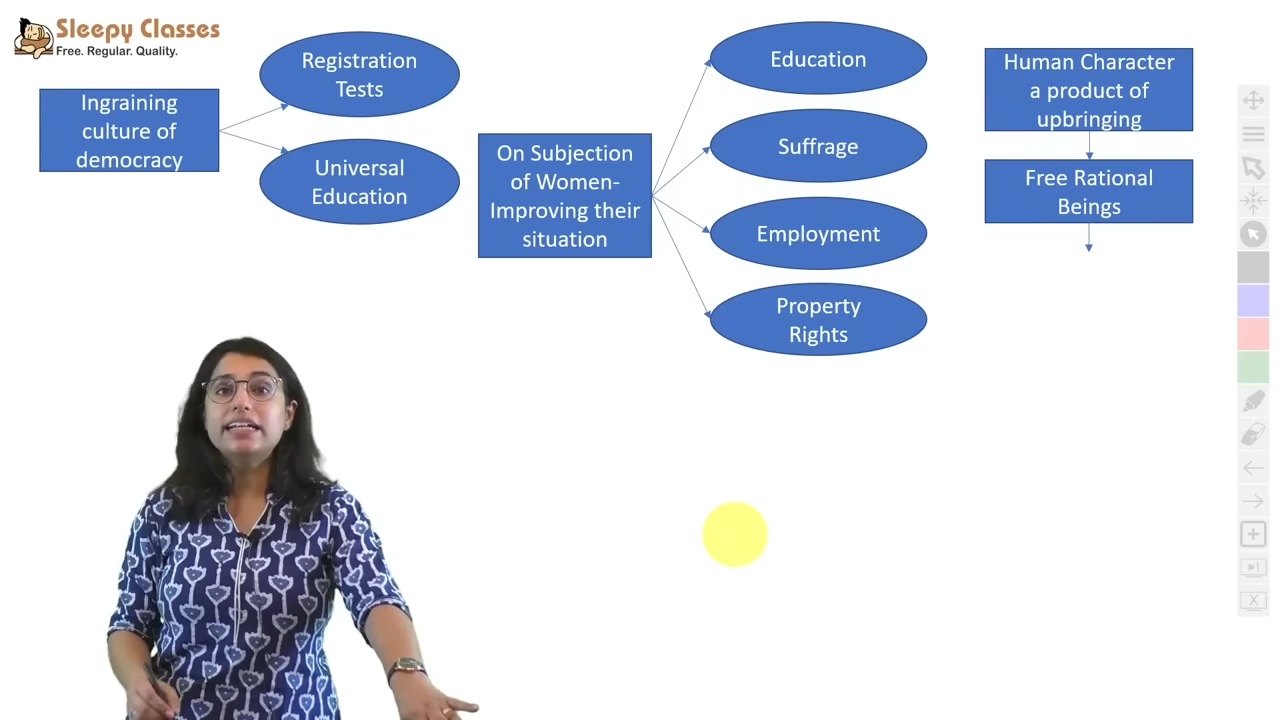 Sleepy Classes
Free. Regular. Quality.
Ingraining
culture of
democracy
Registration
Tests
Universal
Education
On Subjection
of Women-
Improving their
situation
Education
Suffrage
Employment
Property
Rights
Human Character
a product of
upbringing
Free Rational
Beings